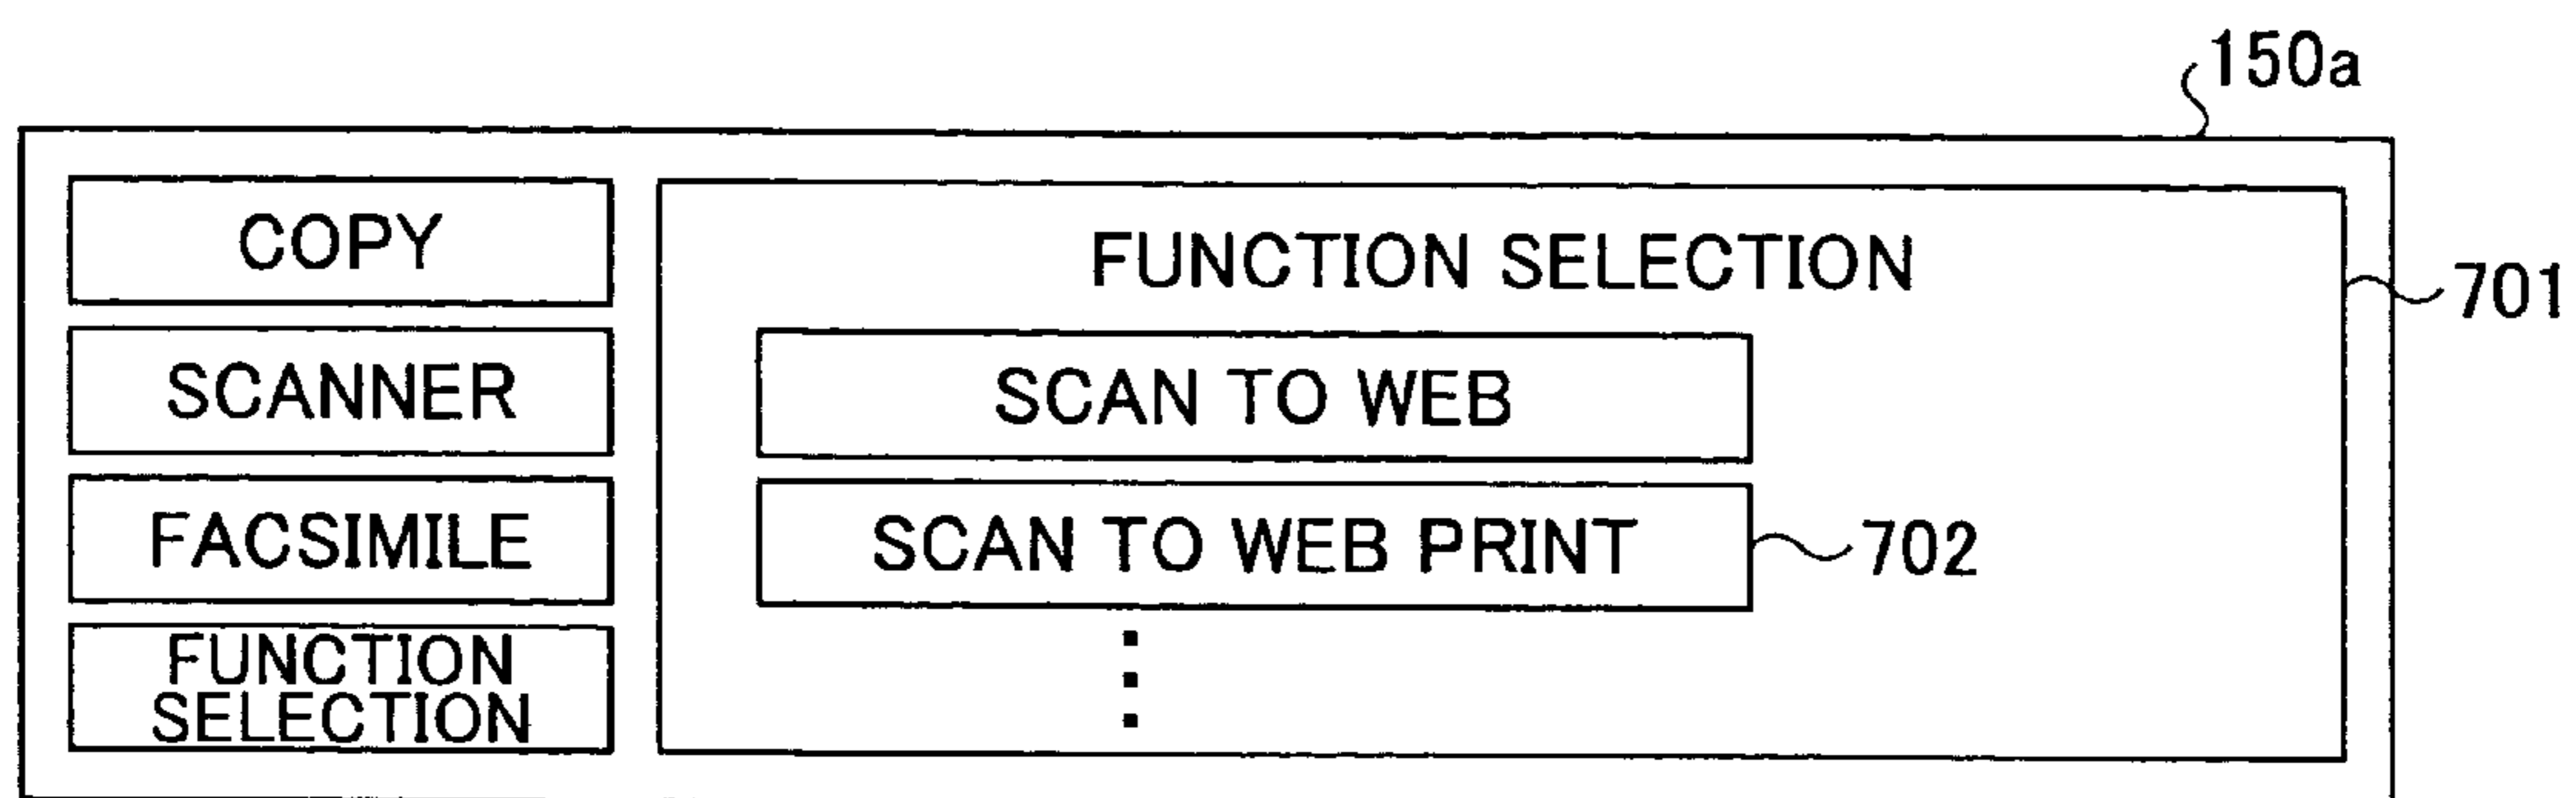 150a
COPY
SCANNER
FACSIMILE
FUNCTION
SELECTION
FUNCTION SELECTION
701
SCAN TO WEB
SCAN TO WEB PRINT
702